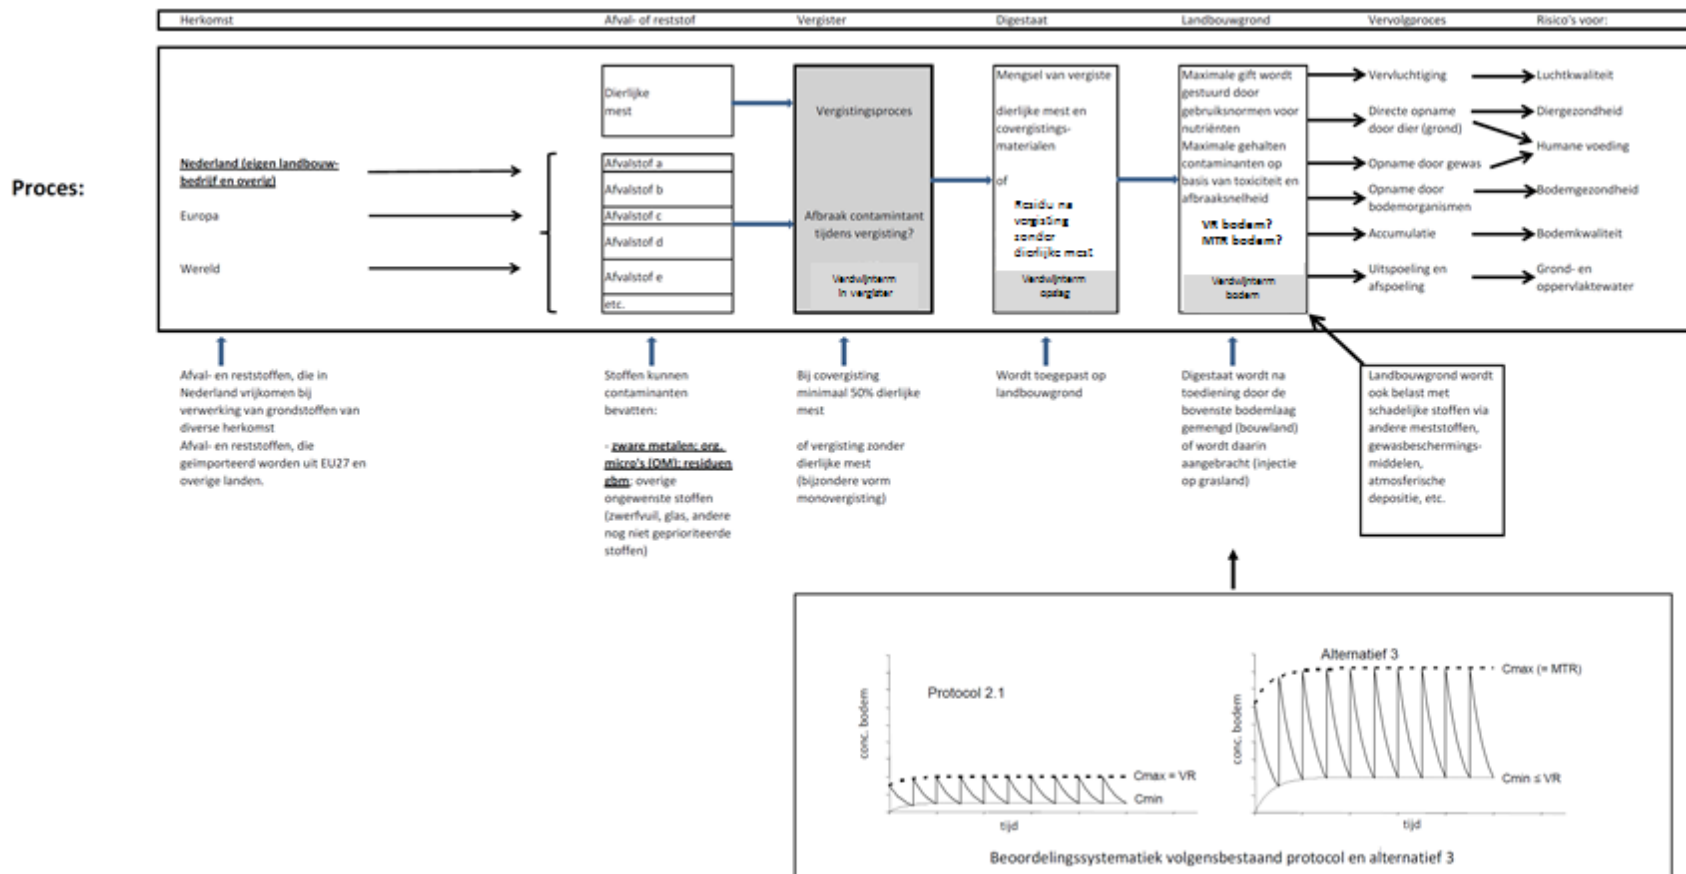 Herkomst
Afval- of reststof
Vergister
Digestaat
Landbouwgrond
Vervolgproces
Risico's voor:
Proces:
Nederland (eigen landbouw-
bedrijf en overig)
Europa
Wereld
Dierlijke
mest
Afvalstof a
Afvalstof b
Afvalstof c
Afvalstof d
Afvalstof e
etc.
Vergistingsproces
Afbraak contamintant
tijdens vergisting?
Verdwijnterm
in vergister
Mengsel van vergiste
dierlijke mest en
covergistings-
materialen
of
Residu na
vergisting
zonder
dierlijke mest
Verdwijnterm
opslag
Maximale gift wordt
gestuurd door
gebruiksnormen voor
nutriënten
Maximale gehalten
contaminanten op
basis van toxiciteit en
afbraaksnelheid
VR bodem?
MTR bodem?
Verdwijnterm
bodem
Vervluchtiging
Directe opname
door dier (grond)
Opname door gewas
Opname door
bodemorganismen
Accumulatie
Uitspoeling en
afspoeling
Luchtkwaliteit
Diergezondheid
Humane voeding
Bodemgezondheid
Bodemkwaliteit
Grond- en
oppervlaktewater
Afval- en reststoffen, die in
Nederland vrijkomen bij
verwerking van grondstoffen van
diverse herkomst
Afval- en reststoffen, die
geïmporteerd worden uit EU27 en
overige landen.
Stoffen kunnen
contaminanten
bevatten:
- zware metalen; org.
micro's (OM); residuen
gbm; overige
ongewenste stoffen
(zwerfvuil, glas, andere
nog niet geprioriteerde
stoffen)
Bij covergisting
minimaal 50% dierlijke
mest
of vergisting zonder
dierlijke mest
(bijzondere vorm
monovergisting)
Wordt toegepast op
landbouwgrond
Digestaat wordt na
toediening door de
bovenste bodemlaag
gemengd (bouwland)
of wordt daarin
aangebracht (injectie
op grasland)
Landbouwgrond wordt
ook belast met
schadelijke stoffen via
andere meststoffen,
gewasbeschermings-
middelen,
atmosferische
depositie, etc.
Protocol 2.1
conc. bodem
Cmax = VR
Cmin
tijd
Alternatief 3
conc. bodem
Cmax (= MTR)
Cmin ≤ VR
tijd
Beoordelingssystematiek volgensbestaand protocol en alternatief 3